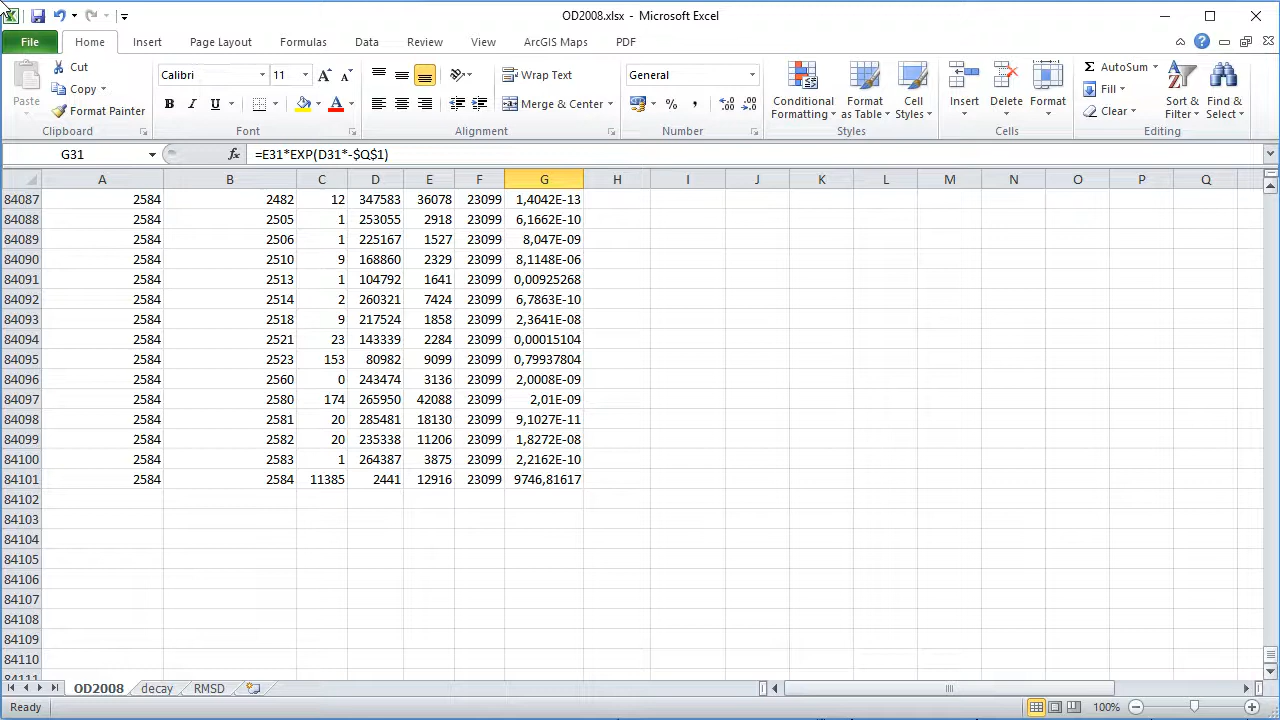 OD2008.xlsx - Microsoft Excel
File Home Insert Page Layout Formulas Data Review View ArcGIS Maps PDF
Paste
Cut
Copy
Format Painter
Clipboard
Calibri 11
B I U
Font
Wrap Text
Merge & Center
Alignment
General
%
Number
Conditional Formatting
Format as Table
Cell Styles
Styles
Insert Delete Format
Cells
AutoSum
Fill
Clear
Sort & Filter
Find & Select
Editing
G31 fx =E31*EXP(D31*-$Q$1)
A B C D E F G H I J K L M N O P Q
84087 2584 2482 12 347583 36078 23099 1,4042E-13
84088 2584 2505 1 253055 2918 23099 6,1662E-10
84089 2584 2506 1 225167 1527 23099 8,047E-09
84090 2584 2510 9 168860 2329 23099 8,1148E-06
84091 2584 2513 1 104792 1641 23099 0,00925268
84092 2584 2514 2 260321 7424 23099 6,7863E-10
84093 2584 2518 9 217524 1858 23099 2,3641E-08
84094 2584 2521 23 143339 2284 23099 0,00015104
84095 2584 2523 153 80982 9099 23099 0,79937804
84096 2584 2560 0 243474 3136 23099 2,0008E-09
84097 2584 2580 174 265950 42088 23099 2,01E-09
84098 2584 2581 20 285481 18130 23099 9,1027E-11
84099 2584 2582 20 235338 11206 23099 1,8272E-08
84100 2584 2583 1 264387 3875 23099 2,2162E-10
84101 2584 2584 11385 2441 12916 23099 9746,81617
84102
84103
84104
84105
84106
84107
84108
84109
84110
84111
OD2008 decay RMSD
Ready 100%